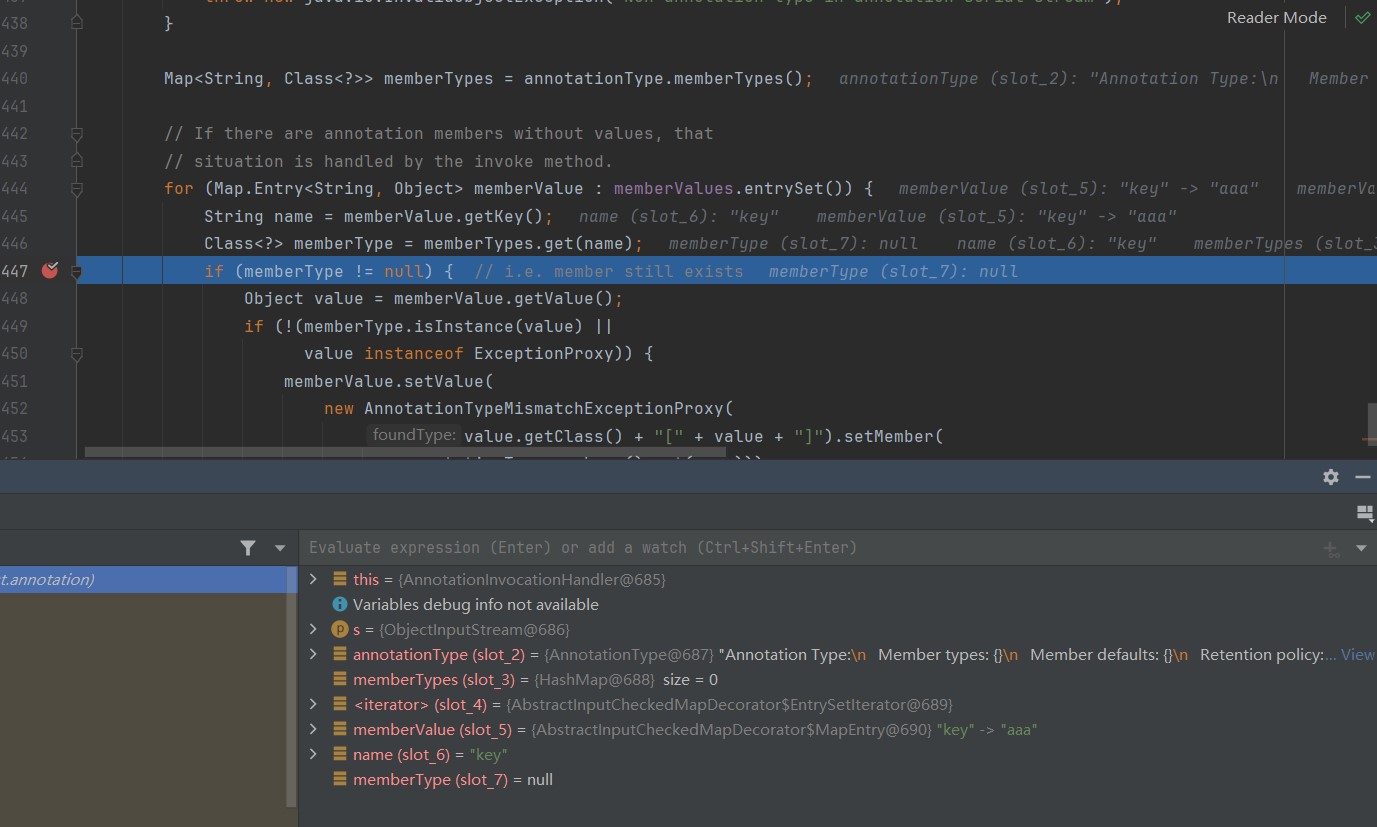 438 }
Reader Mode
439
440 Map<String, Class<?>> memberTypes = annotationType.memberTypes(); annotationType (slot_2): "Annotation Type:\n Member
441
442 // If there are annotation members without values, that
443 // situation is handled by the invoke method.
444 for (Map.Entry<String, Object> memberValue : memberValues.entrySet()) { memberValue (slot_5): "key" -> "aaa" memberVa
445 String name = memberValue.getKey(); name (slot_6): "key" memberValue (slot_5): "key" -> "aaa"
446 Class<?> memberType = memberTypes.get(name); memberType (slot_7): null name (slot_6): "key" memberTypes (slot_3
447 if (memberType != null) { // i.e. member still exists memberType (slot_7): null
448 Object value = memberValue.getValue();
449 if (!(memberType.isInstance(value) ||
450 value instanceof ExceptionProxy)) {
451 memberValue.setValue(
452 new AnnotationTypeMismatchExceptionProxy(
453 foundType: value.getClass() + "[" + value + "]").setMember(
Evaluate expression (Enter) or add a watch (Ctrl+Shift+Enter)
t.annotation)
this = {AnnotationInvocationHandler@685}
Variables debug info not available
p s = {ObjectInputStream@686}
annotationType (slot_2) = {AnnotationType@687} "Annotation Type:\n Member types: {}\n Member defaults: {}\n Retention policy:... View
memberTypes (slot_3) = {HashMap@688} size = 0
<iterator> (slot_4) = {AbstractInputCheckedMapDecorator$EntrySetIterator@689}
memberValue (slot_5) = {AbstractInputCheckedMapDecorator$MapEntry@690} "key" -> "aaa"
name (slot_6) = "key"
memberType (slot_7) = null